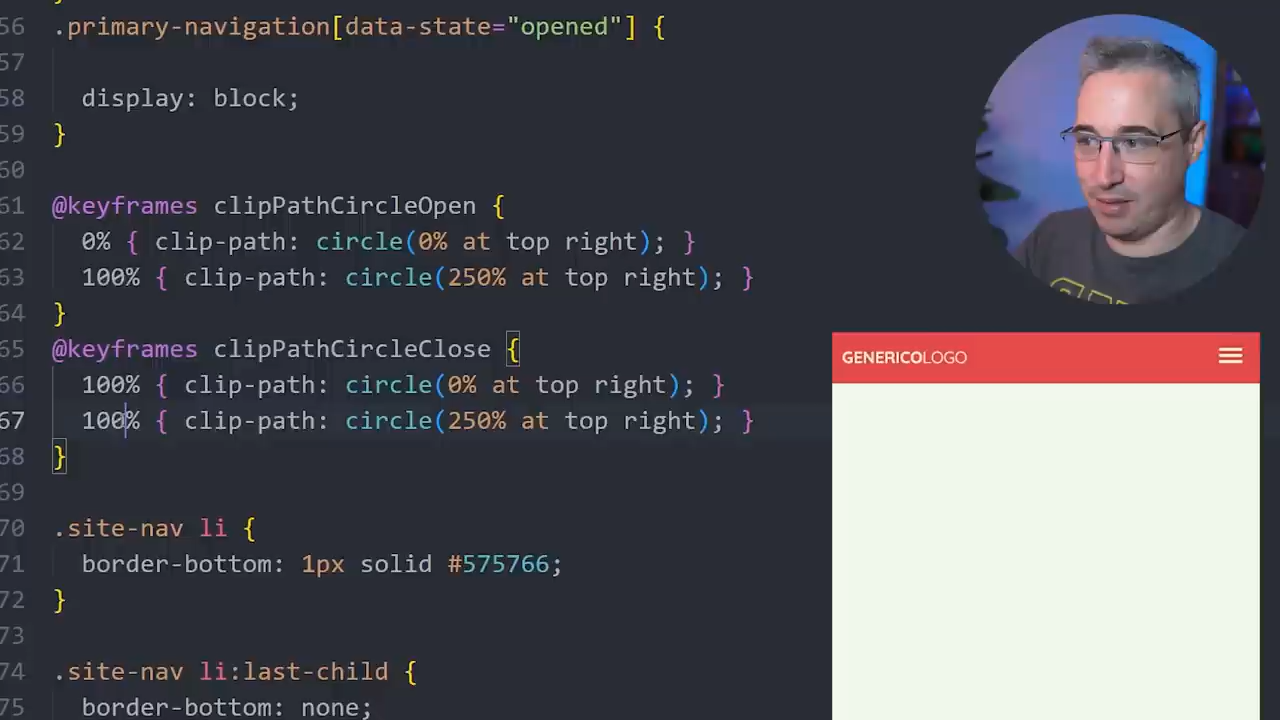 56 .primary-navigation[data-state="opened"] {
57
58 display: block;
59 }
60
61 @keyframes clipPathCircleOpen {
62 0% { clip-path: circle(0% at top right); }
63 100% { clip-path: circle(250% at top right); }
64 }
65 @keyframes clipPathCircleClose {
66 100% { clip-path: circle(0% at top right); }
67 100% { clip-path: circle(250% at top right); }
68 }
69
70 .site-nav li {
71 border-bottom: 1px solid #575766;
72 }
73
74 .site-nav li:last-child {
75 border-bottom: none;
GENERICOLOGO